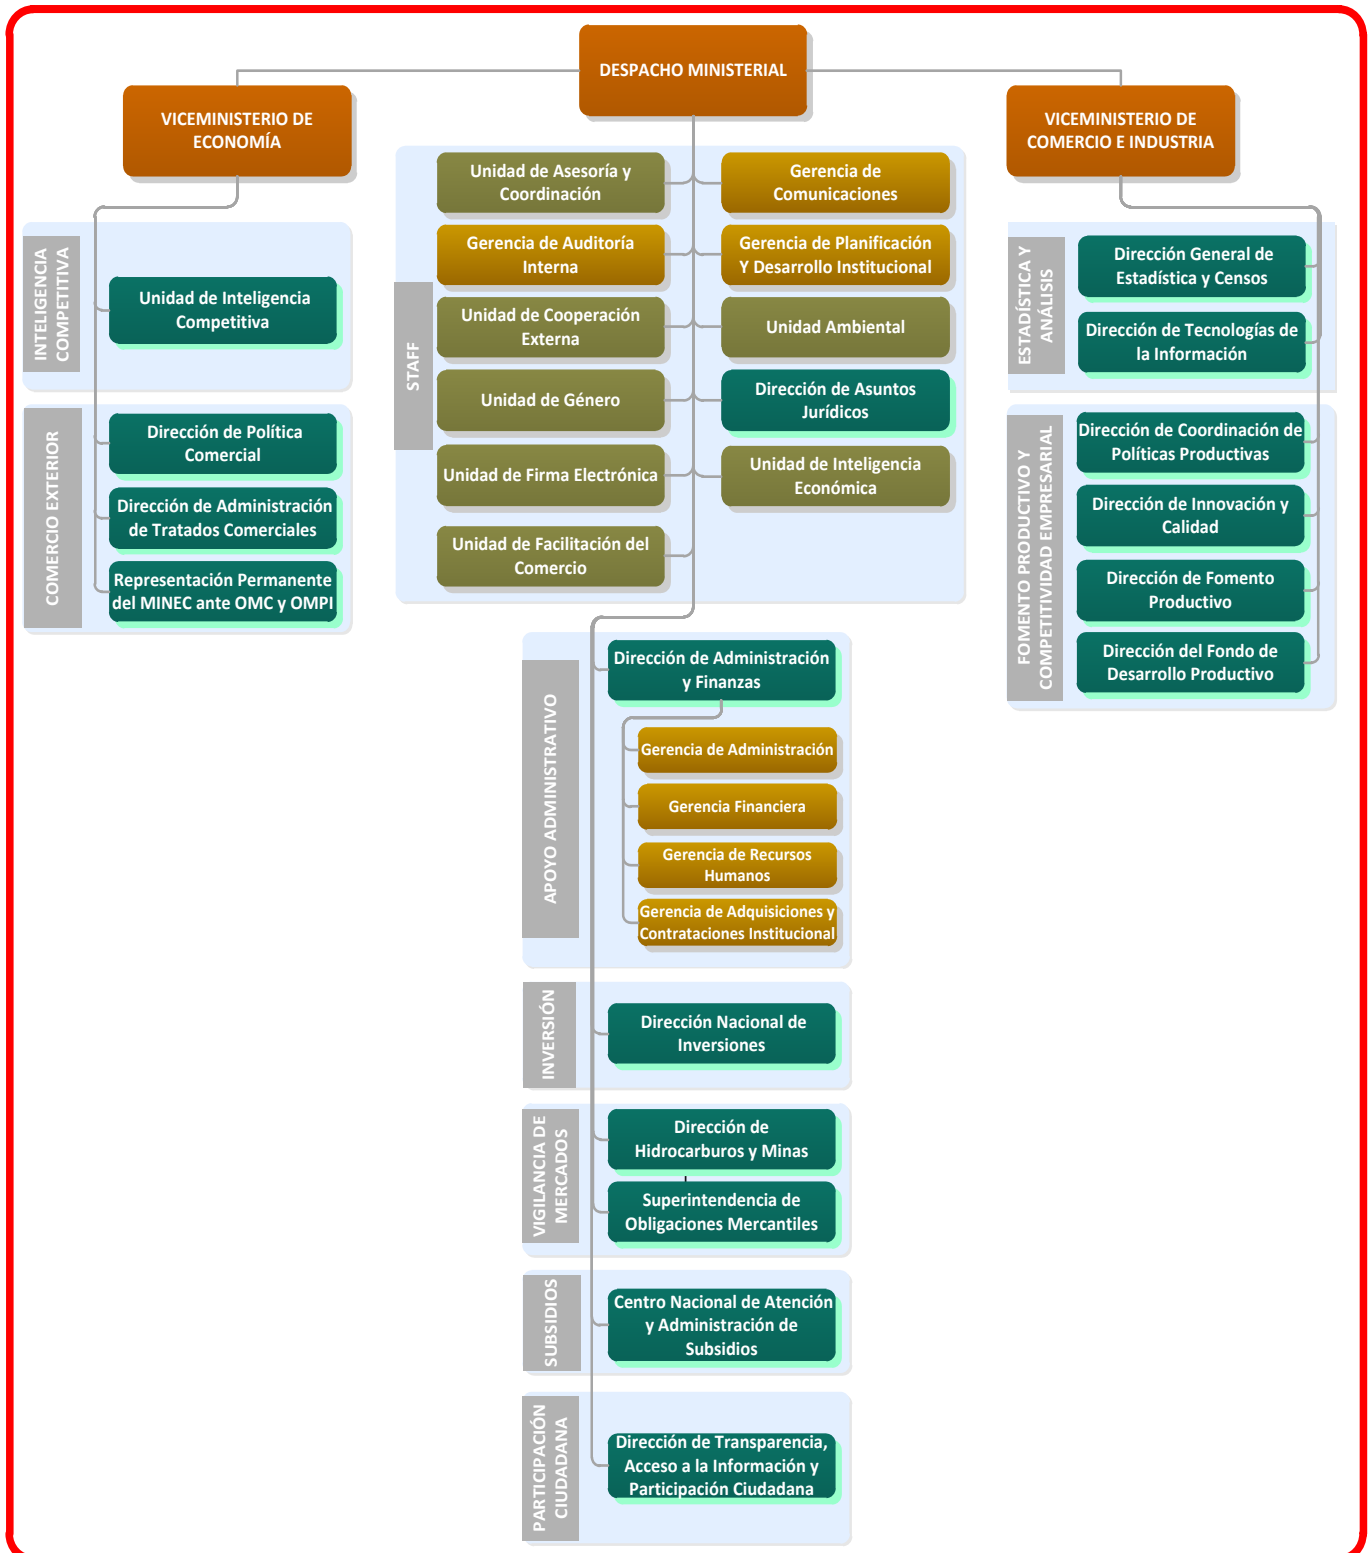 DESPACHO MINISTERIAL
VICEMINISTERIO DE
ECONOMÍA
VICEMINISTERIO DE
COMERCIO E INDUSTRIA
INTELIGENCIA
COMPETITIVA
Unidad de Inteligencia
Competitiva
COMERCIO EXTERIOR
Dirección de Política
Comercial
Dirección de Administración
de Tratados Comerciales
Representación Permanente
del MINEC ante OMC y OMPI
STAFF
Unidad de Asesoría y
Coordinación
Gerencia de
Comunicaciones
Gerencia de Auditoría
Interna
Gerencia de Planificación
Y Desarrollo Institucional
Unidad de Cooperación
Externa
Unidad Ambiental
Unidad de Género
Dirección de Asuntos
Jurídicos
Unidad de Firma Electrónica
Unidad de Inteligencia
Económica
Unidad de Facilitación del
Comercio
ESTADÍSTICA Y
ANÁLISIS
Dirección General de
Estadística y Censos
Dirección de Tecnologías de
la Información
FOMENTO PRODUCTIVO Y
COMPETITIVIDAD EMPRESARIAL
Dirección de Coordinación de
Políticas Productivas
Dirección de Innovación y
Calidad
Dirección de Fomento
Productivo
Dirección del Fondo de
Desarrollo Productivo
APOYO ADMINISTRATIVO
Dirección de Administración
y Finanzas
Gerencia de Administración
Gerencia Financiera
Gerencia de Recursos
Humanos
Gerencia de Adquisiciones y
Contrataciones Institucional
INVERSIÓN
Dirección Nacional de
Inversiones
VIGILANCIA DE
MERCADOS
Dirección de
Hidrocarburos y Minas
Superintendencia de
Obligaciones Mercantiles
SUBSIDIOS
Centro Nacional de Atención
y Administración de
Subsidios
PARTICIPACIÓN
CIUDADANA
Dirección de Transparencia,
Acceso a la Información y
Participación Ciudadana